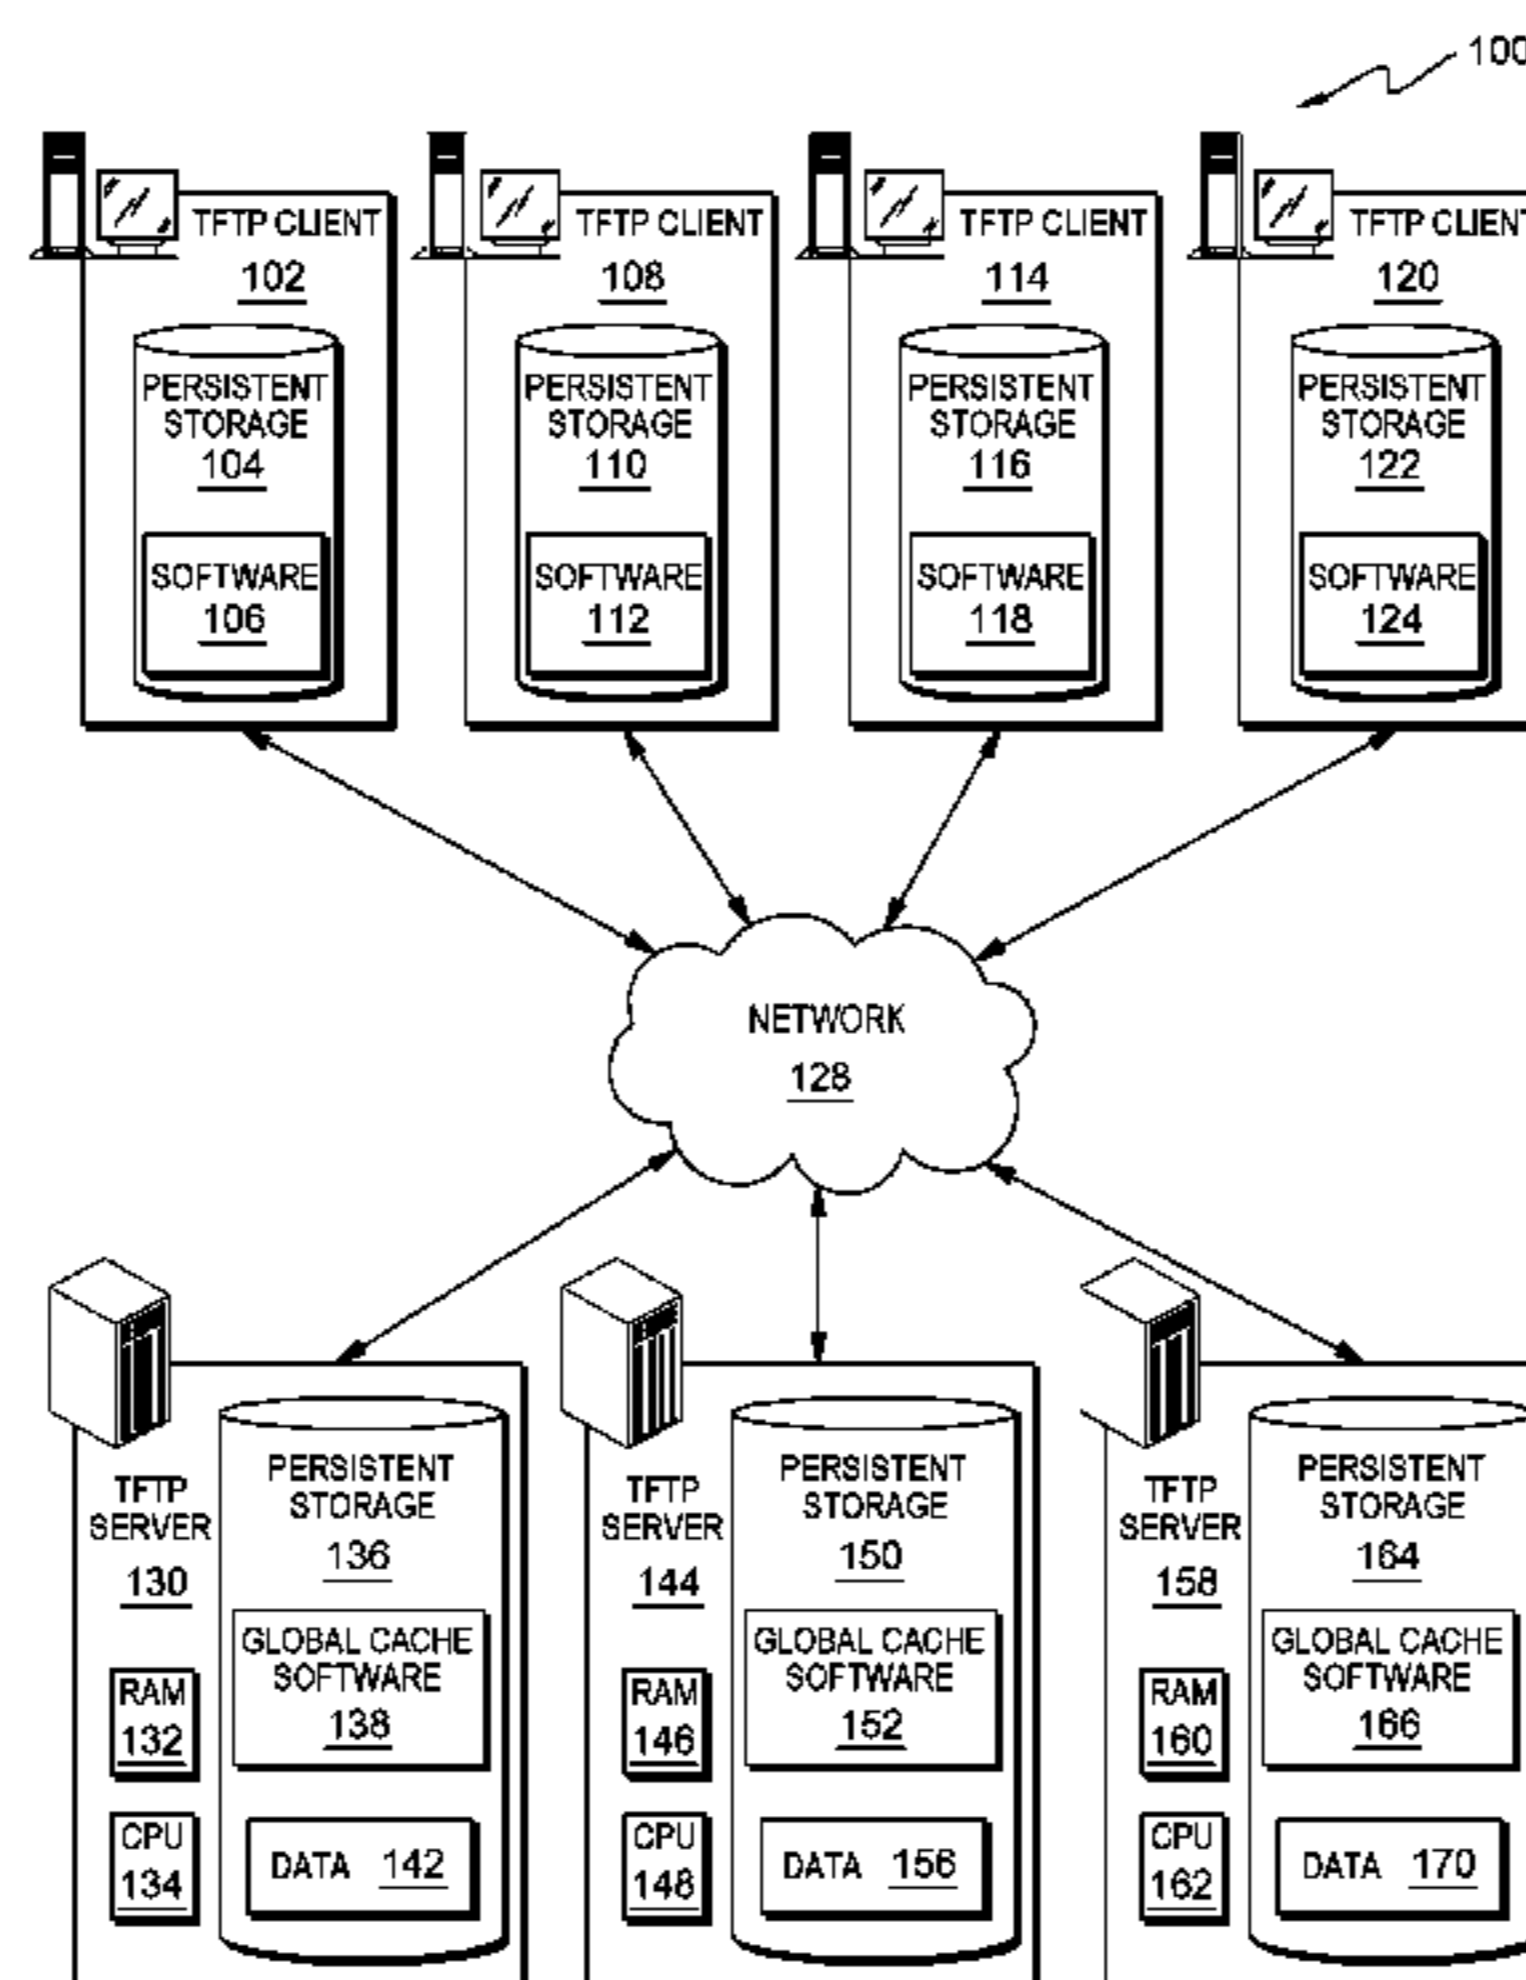 100
TFTP CLIENT
102
PERSISTENT
STORAGE
104
SOFTWARE
106
TFTP CLIENT
108
PERSISTENT
STORAGE
110
SOFTWARE
112
TFTP CLIENT
114
PERSISTENT
STORAGE
116
SOFTWARE
118
TFTP CLIENT
120
PERSISTENT
STORAGE
122
SOFTWARE
124
NETWORK
128
TFTP
SERVER
130
RAM
132
CPU
134
PERSISTENT
STORAGE
136
GLOBAL CACHE
SOFTWARE
138
DATA 142
TFTP
SERVER
144
RAM
146
CPU
148
PERSISTENT
STORAGE
150
GLOBAL CACHE
SOFTWARE
152
DATA 156
TFTP
SERVER
158
RAM
160
CPU
162
PERSISTENT
STORAGE
164
GLOBAL CACHE
SOFTWARE
166
DATA 170